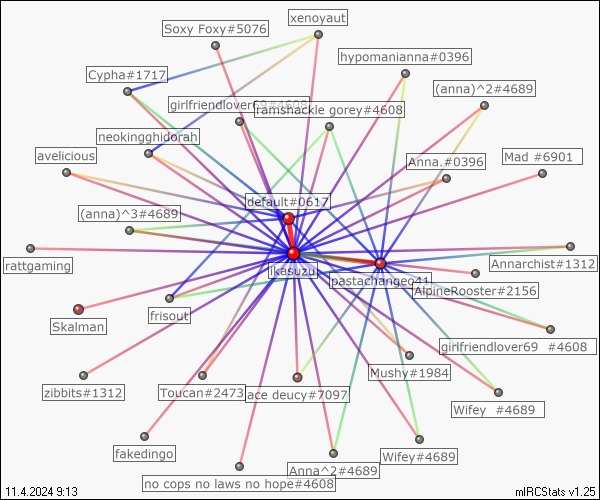 xenoyaut
Soxy Foxy#5076
hypomanianna#0396
Cypha#1717
(anna)^2#4689
girlfriendlover69#4608
ramshackle gorey#4608
neokingghidorah
avelicious
Anna.#0396
Mad #6901
default#0617
(anna)^3#4689
rattgaming
ikasuzu
Annarchist#1312
pastachangeg41
AlpineRooster#2156
frisout
Skalman
girlfriendlover69 #4608
Mushy#1984
zibbits#1312
Toucan#2473
ace deucy#7097
Wifey #4689
fakedingo
Wifey#4689
Anna^2#4689
no cops no laws no hope#4608
11.4.2024 9:13
mIRCStats v1.25